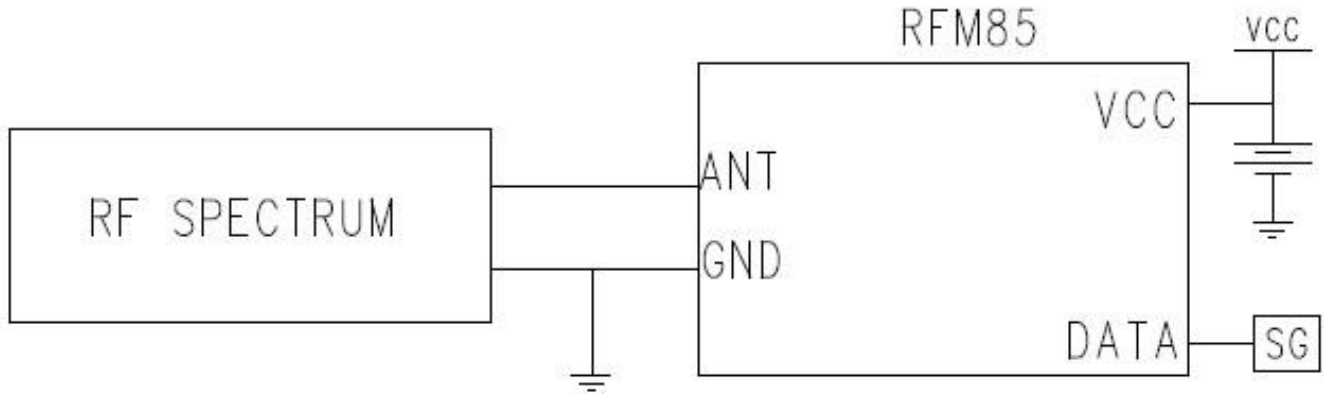 RFM85
VCC
VCC
ANT
RF SPECTRUM
GND
DATA
SG